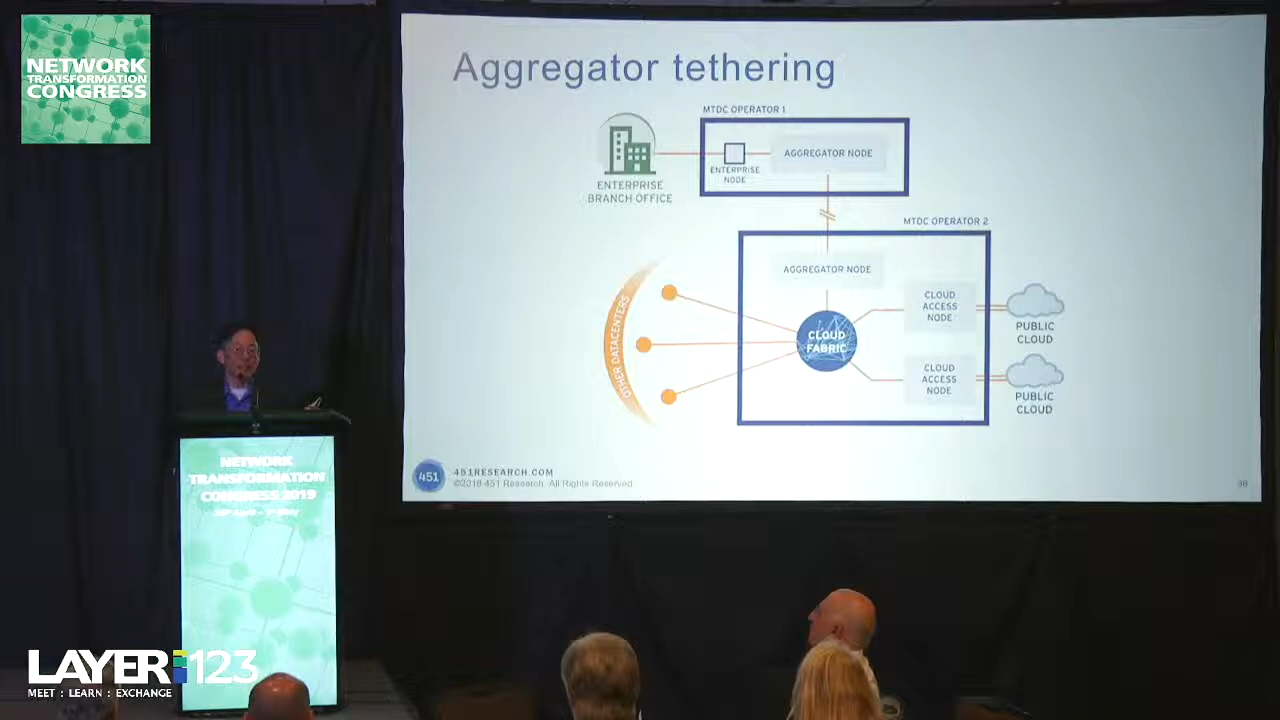 NETWORK
TRANSFORMATION
CONGRESS
Aggregator tethering
MTDC OPERATOR 1
AGGREGATOR NODE
ENTERPRISE
NODE
ENTERPRISE
BRANCH OFFICE
MTDC OPERATOR 2
AGGREGATOR NODE
OTHER DATACENTERS
CLOUD
FABRIC
CLOUD
ACCESS
NODE
PUBLIC
CLOUD
CLOUD
ACCESS
NODE
PUBLIC
CLOUD
451
451RESEARCH.COM
©2018 451 Research. All Rights Reserved
NETWORK
TRANSFORMATION
CONGRESS 2019
LAYER 123
MEET : LEARN : EXCHANGE